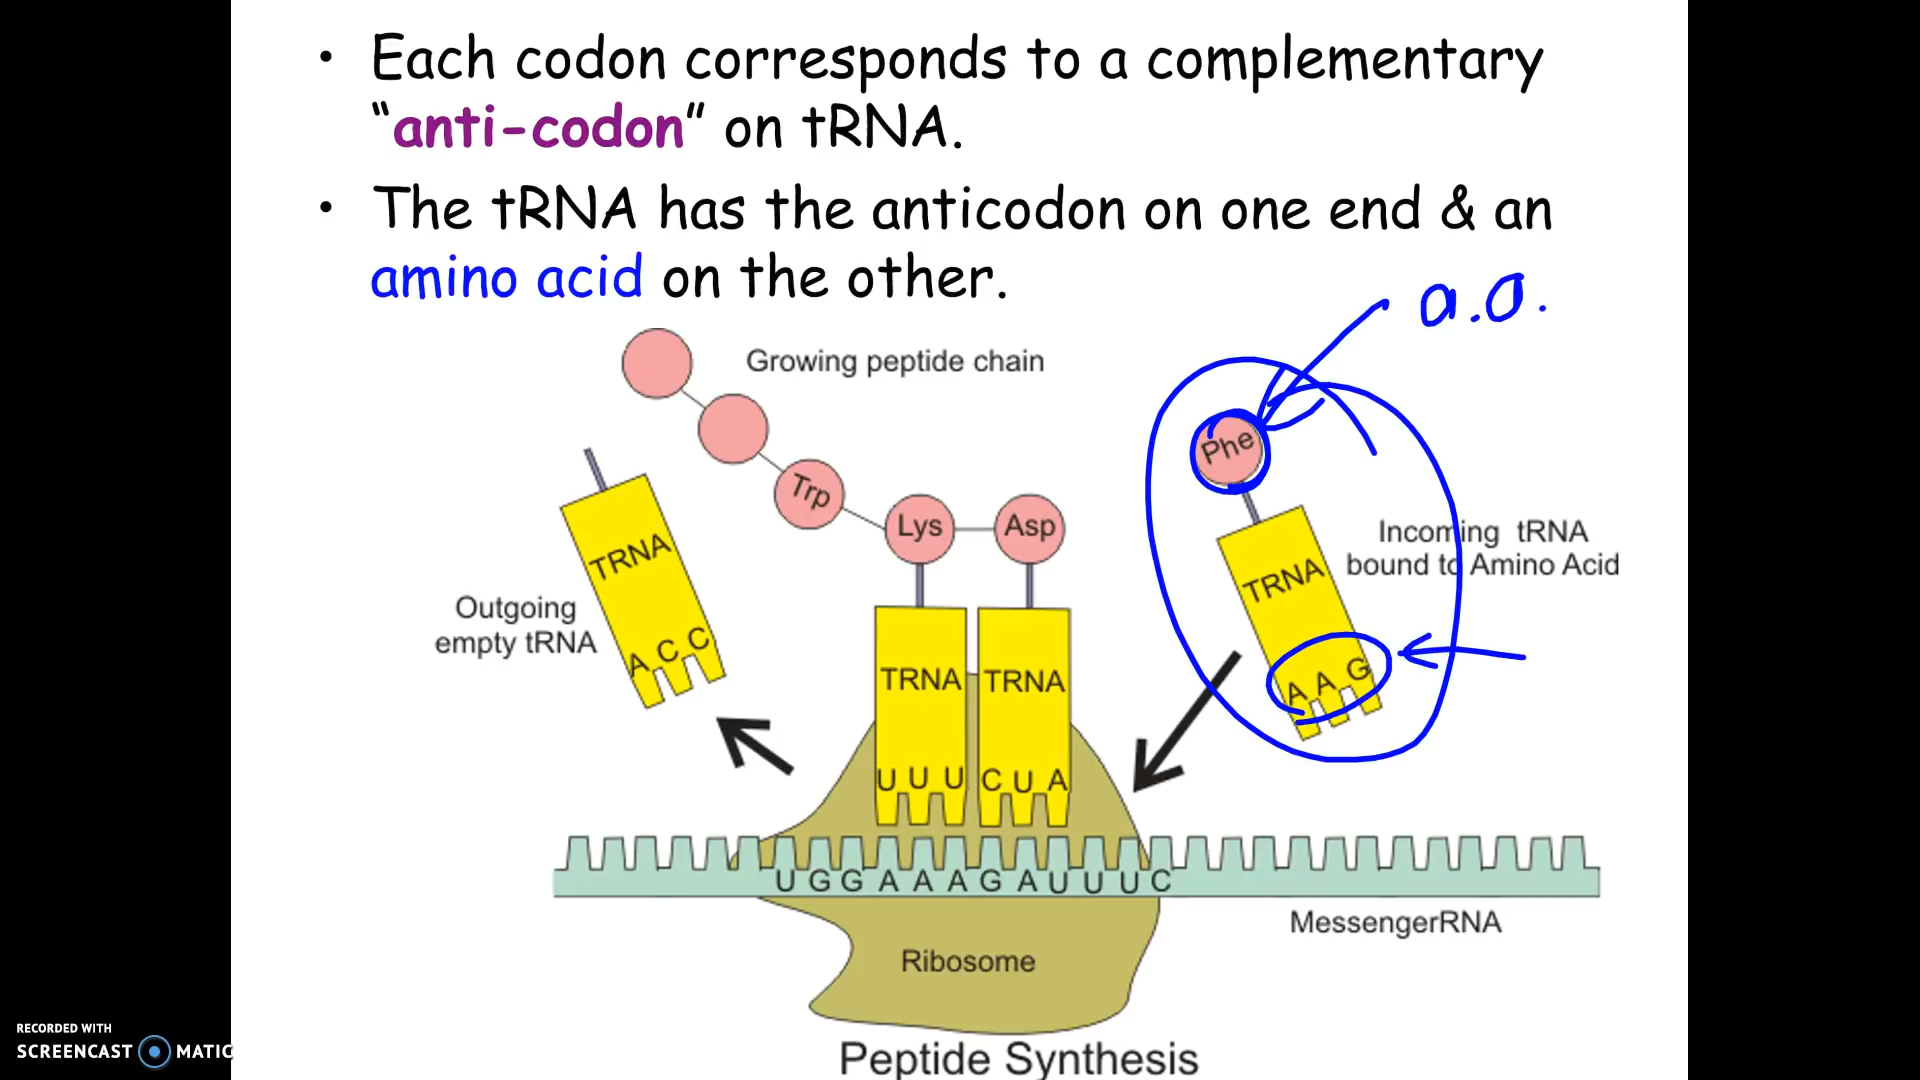 • Each codon corresponds to a complementary
“anti-codon” on tRNA.
• The tRNA has the anticodon on one end & an
amino acid on the other.
a.a.
Growing peptide chain
Phe
Trp
Lys
Asp
Incoming tRNA
bound to Amino Acid
TRNA
TRNA
Outgoing
empty tRNA
A C C
A A G
TRNA
TRNA
U U U
C U A
U G G A A A G A U U U C
MessengerRNA
Ribosome
RECORDED WITH
SCREENCAST MATIC
Peptide Synthesis